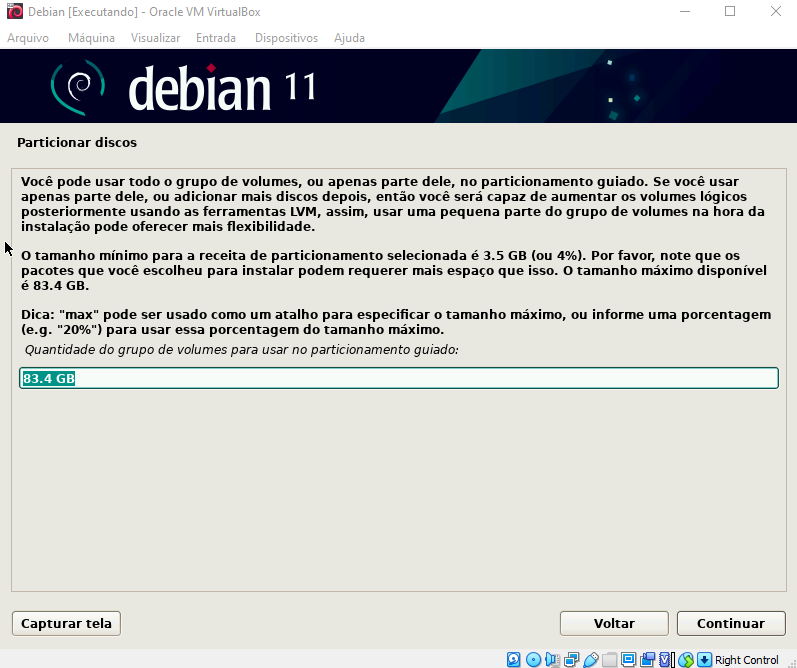 Debian [Executando] - Oracle VM VirtualBox
Arquivo Máquina Visualizar Entrada Dispositivos Ajuda
debian 11
Particionar discos
Você pode usar todo o grupo de volumes, ou apenas parte dele, no particionamento guiado. Se você usar
apenas parte dele, ou adicionar mais discos depois, então você será capaz de aumentar os volumes lógicos
posteriormente usando as ferramentas LVM, assim, usar uma pequena parte do grupo de volumes na hora da
instalação pode oferecer mais flexibilidade.
O tamanho mínimo para a receita de particionamento selecionada é 3.5 GB (ou 4%). Por favor, note que os
pacotes que você escolheu para instalar podem requerer mais espaço que isso. O tamanho máximo disponível
é 83.4 GB.
Dica: "max" pode ser usado como um atalho para especificar o tamanho máximo, ou informe uma porcentagem
(e.g. "20%") para usar essa porcentagem do tamanho máximo.
Quantidade do grupo de volumes para usar no particionamento guiado:
83.4 GB
Capturar tela Voltar Continuar
Right Control